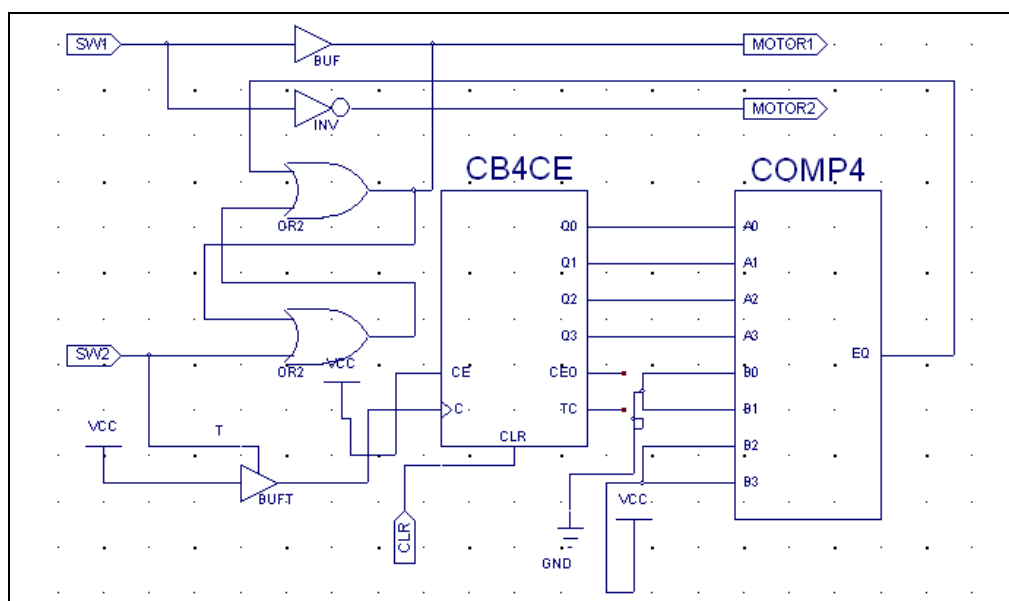 SW1
BUF
MOTOR1
INV
MOTOR2
CB4CE
COMP4
OR2
Q0
A0
Q1
A1
Q2
A2
Q3
A3
EQ
SW2
OR2
VCC
CE
CEO
B0
C
TC
B1
VCC
T
CLR
B2
BUFT
B3
VCC
CLR
GND